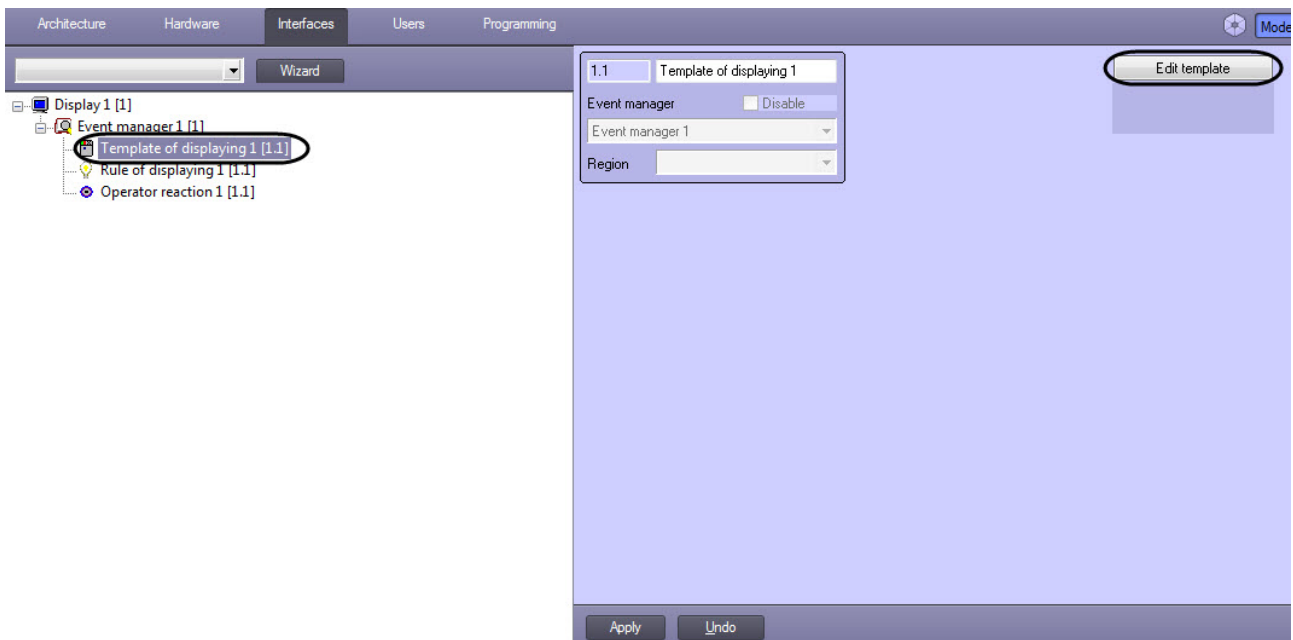 Architecture Hardware Interfaces Users Programming Mode
Wizard
Display 1 [1]
Event manager 1 [1]
Template of displaying 1 [1.1]
Rule of displaying 1 [1.1]
Operator reaction 1 [1.1]
1.1 Template of displaying 1
Event manager Disable
Event manager 1
Region
Edit template
Apply Undo